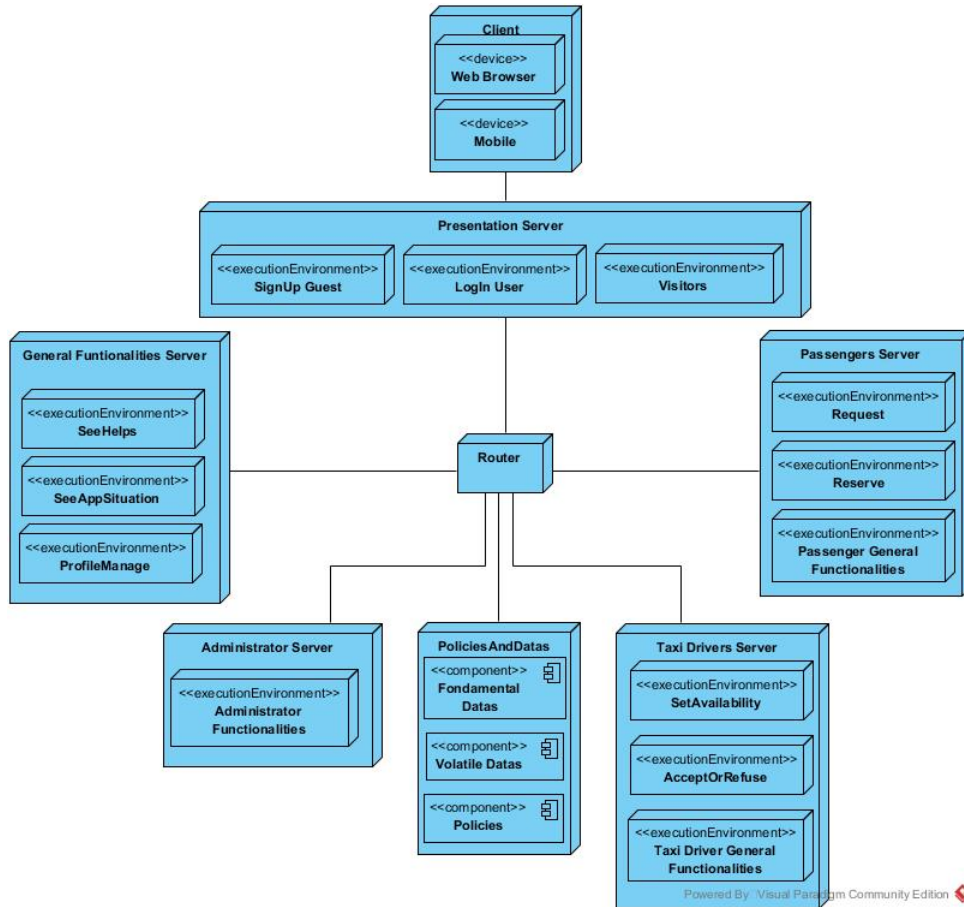 Client
<<device>>
Web Browser
<<device>>
Mobile
Presentation Server
<<executionEnvironment>>
SignUp Guest
<<executionEnvironment>>
LogIn User
<<executionEnvironment>>
Visitors
General Funtionalities Server
<<executionEnvironment>>
SeeHelps
<<executionEnvironment>>
SeeAppSituation
<<executionEnvironment>>
ProfileManage
Router
Passengers Server
<<executionEnvironment>>
Request
<<executionEnvironment>>
Reserve
<<executionEnvironment>>
Passenger General
Functionalities
Administrator Server
<<executionEnvironment>>
Administrator
Functionalities
PoliciesAndDatas
<<component>>
Fondamental
Datas
<<component>>
Volatile Datas
<<component>>
Policies
Taxi Drivers Server
<<executionEnvironment>>
SetAvailability
<<executionEnvironment>>
AcceptOrRefuse
<<executionEnvironment>>
Taxi Driver General
Functionalities
Powered By Visual Paradigm Community Edition